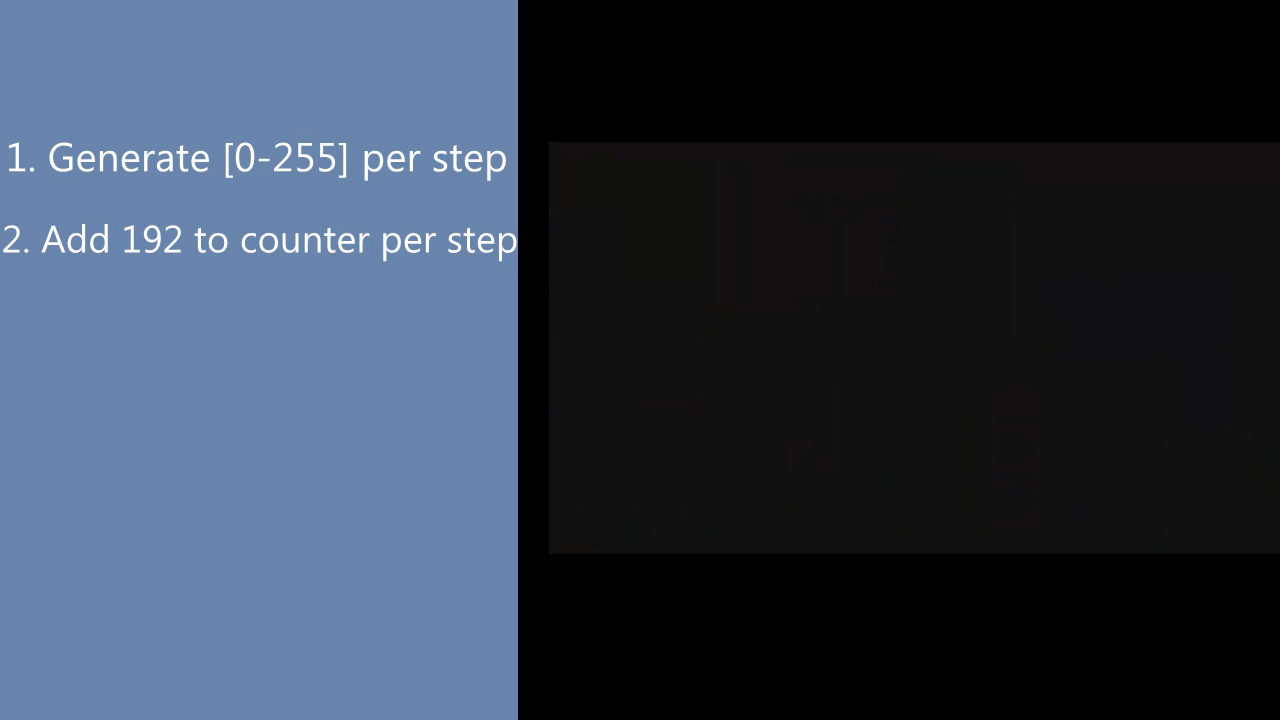 1. Generate [0-255] per step
2. Add 192 to counter per step